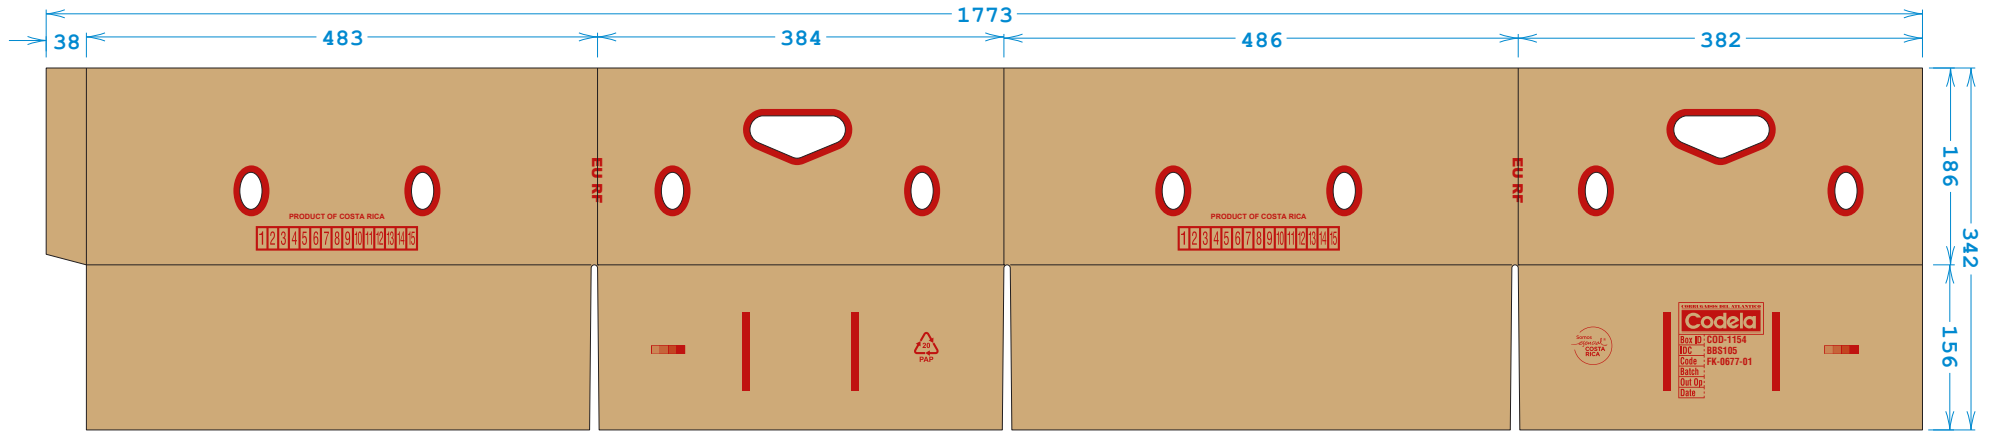 1773
38
483
384
486
382
EU RF
EU RF
186
342
PRODUCT OF COSTA RICA
1 2 3 4 5 6 7 8 9 10 11 12 13 14 15
PRODUCT OF COSTA RICA
1 2 3 4 5 6 7 8 9 10 11 12 13 14 15
156
20
PAP
Somos
esencial
COSTA
RICA
CORRUGADOS DEL ATLANTICO
Codela
Box ID COD-1154
IOC BBS105
Code FK-0677-01
Batch
Out Op
Date